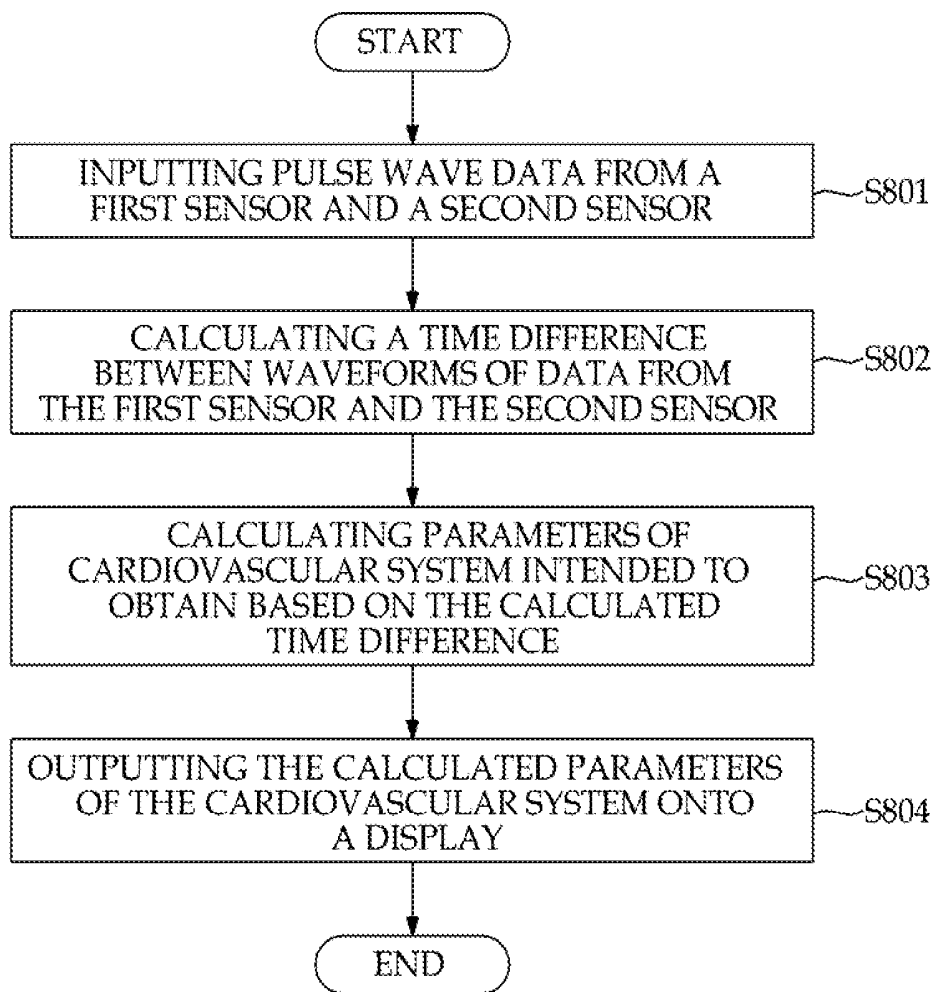 START
INPUTTING PULSE WAVE DATA FROM A
FIRST SENSOR AND A SECOND SENSOR
S801
CALCULATING A TIME DIFFERENCE
BETWEEN WAVEFORMS OF DATA FROM
THE FIRST SENSOR AND THE SECOND SENSOR
S802
CALCULATING PARAMETERS OF
CARDIOVASCULAR SYSTEM INTENDED TO
OBTAIN BASED ON THE CALCULATED
TIME DIFFERENCE
S803
OUTPUTTING THE CALCULATED PARAMETERS
OF THE CARDIOVASCULAR SYSTEM ONTO
A DISPLAY
S804
END